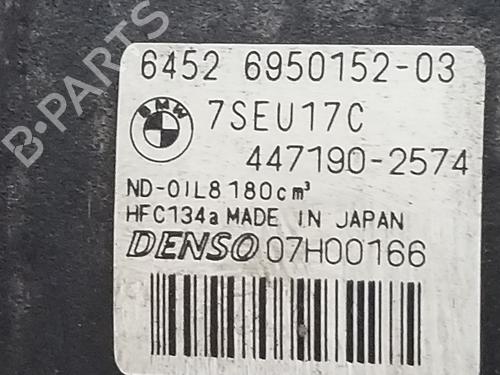 6452 6950152-03
BMW
7SEU17C
447190-2574
ND-OIL8 180cm³
HFC134a MADE IN JAPAN
DENSO 07H00166
B-PARTS